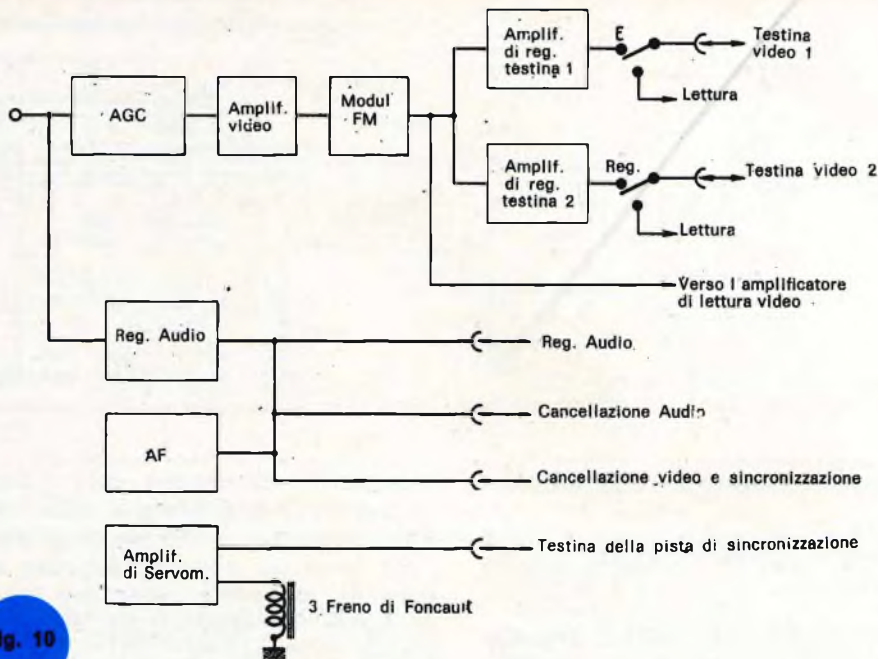 Amplif.
di reg.
testina 1
E
Testina
video 1
Lettura
AGC
Amplif.
video
Modul
FM
Amplif.
di reg.
testina 2
Reg.
Testina video 2
Lettura
Verso l amplificatore
di lettura video
Reg. Audio
Reg. Audio
Cancellazione Audio
AF
Cancellazione video e sincronizzazione
Amplif.
di Servom.
Testina della pista di sincronizzazione
3 Freno di Foncault
ig. 10